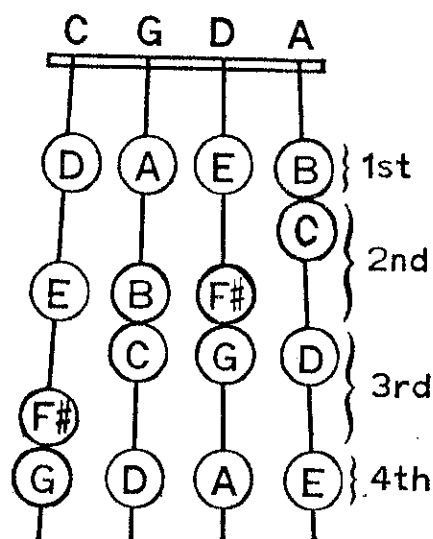 C G D A
D A E B 1st
C
2nd
E B F#
C G D
3rd
F#
G D A E 4th